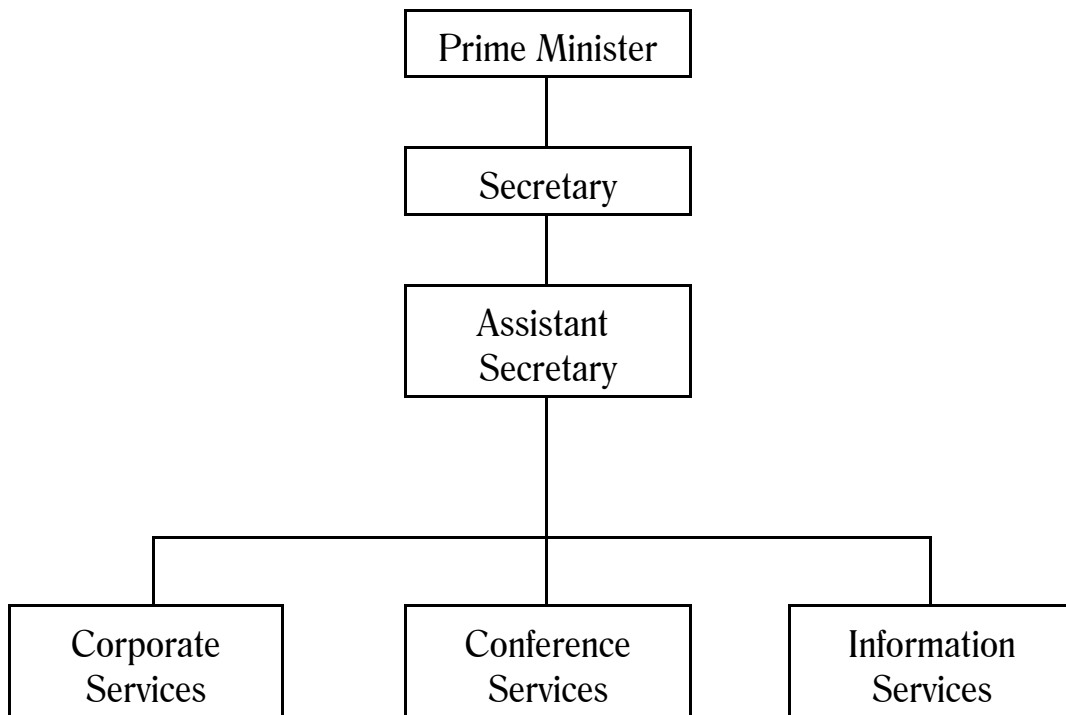 Prime Minister
Secretary
Assistant
Secretary
Corporate
Services
Conference
Services
Information
Services